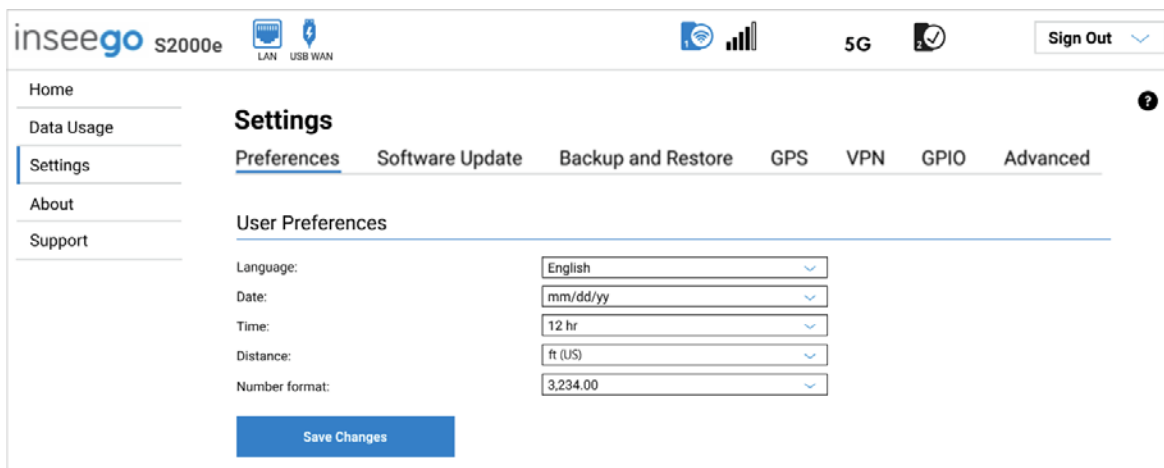 inseego S2000e
LAN USB WAN
1
5G
2
Sign Out
Home
Data Usage
Settings
About
Support
?
Settings
Preferences Software Update Backup and Restore GPS VPN GPIO Advanced
User Preferences
Language: English
Date: mm/dd/yy
Time: 12 hr
Distance: ft (US)
Number format: 3,234.00
Save Changes